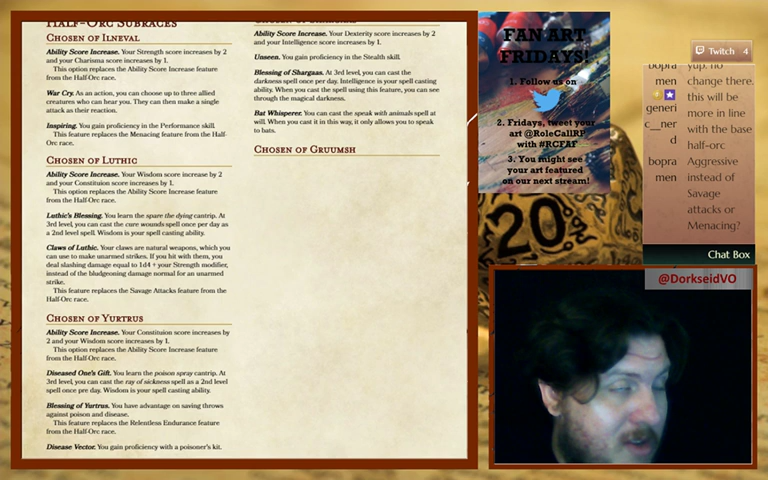 HALF-ORC SUBRACES
CHOSEN OF ILNEVAL
Ability Score Increase. Your Strength score increases by 2
and your Charisma score increases by 1.
This option replaces the Ability Score Increase feature
from the Half-Orc race.
War Cry. As an action, you can choose up to three allied
creatures who can hear you. They can then make a single
attack as their reaction.
Inspiring. You gain proficiency in the Performance skill.
This feature replaces the Menacing feature from the Half-
Orc race.
CHOSEN OF LUTHIC
Ability Score Increase. Your Wisdom score increase by 2
and your Constituion score increases by 1.
This option replaces the Ability Score Increase feature
from the Half-Orc race.
Luthic's Blessing. You learn the spare the dying cantrip. At
3rd level, you can cast the cure wounds spell once per day as
a 2nd level spell. Wisdom is your spell casting ability.
Claws of Luthic. Your claws are natural weapons, which you
can use to make unarmed strikes. If you hit with them, you
deal slashing damage equal to 1d4 + your Strength modifier,
instead of the bludgeoning damage normal for an unarmed
strike.
This feature replaces the Savage Attacks feature from the
Half-Orc race.
CHOSEN OF YURTRUS
Ability Score Increase. Your Constituion score increases by
2 and your Wisdom score increases by 1.
This option replaces the Ability Score Increase feature
from the Half-Orc race.
Diseased One's Gift. You learn the poison spray cantrip. At
3rd level, you can cast the ray of sickness spell as a 2nd level
spell once pre day. Wisdom is your spell casting ability.
Blessing of Yurtrus. You have advantage on saving throws
against poison and disease.
This feature replaces the Relentless Endurance feature
from the Half-Orc race.
Disease Vector. You gain proficiency with a poisoner's kit.
Ability Score Increase. Your Dexterity score increases by 2
and your Intelligence score increases by 1.
Unseen. You gain proficiency in the Stealth skill.
Blessing of Shargaas. At 3rd level, you can cast the
darkness spell once per day. Intelligence is your spell casting
ability. When you cast the spell using this feature, you can see
through the magical darkness.
Bat Whisperer. You can cast the speak with animals spell at
will. When you cast it in this way, it only allows you to speak
to bats.
CHOSEN OF GRUUMSH
FAN ART
FRIDAYS!
1. Follow us on
2. Fridays, tweet your
art @RoleCallRP
with #RCFAF
3. You might see
your art featured
on our next stream!
20
Twitch 4
bopra
men
yup. no
change there.
generi
c__ner
d
this will be
more in line
with the base
half-orc
bopra
men
Aggressive
instead of
Savage
attacks or
Menacing?
Chat Box
@DorkseidVO